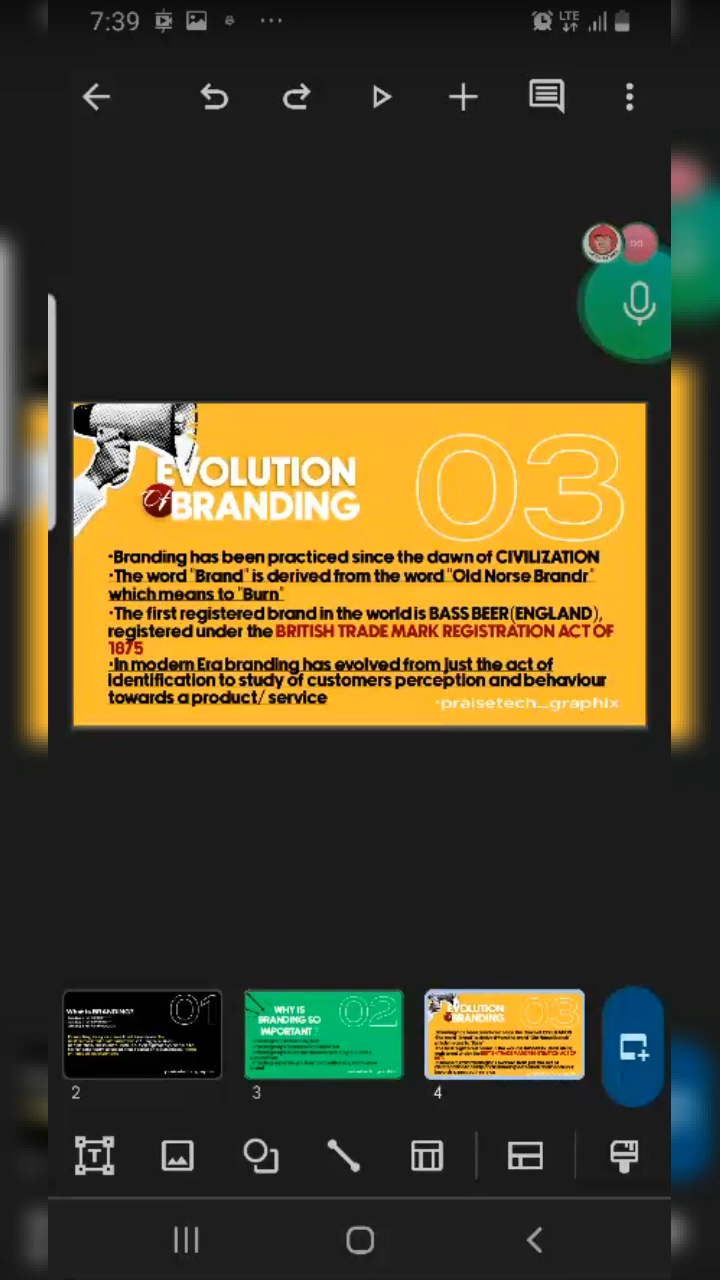 7:39
LTE
EVOLUTION
Of BRANDING
03
·Branding has been practiced since the dawn of CIVILIZATION
·The word "Brand" is derived from the word "Old Norse Brandr"
which means to "Burn"
·The first registered brand in the world is BASS BEER(ENGLAND),
registered under the BRITISH TRADE MARK REGISTRATION ACT OF
1875
·In modern Era branding has evolved from just the act of
identification to study of customers perception and behaviour
towards a product/ service
·praisetech_graphix
What is BRANDING?
01
WHY IS
BRANDING SO
IMPORTANT
02
EVOLUTION
BRANDING
03
2
3
4
T